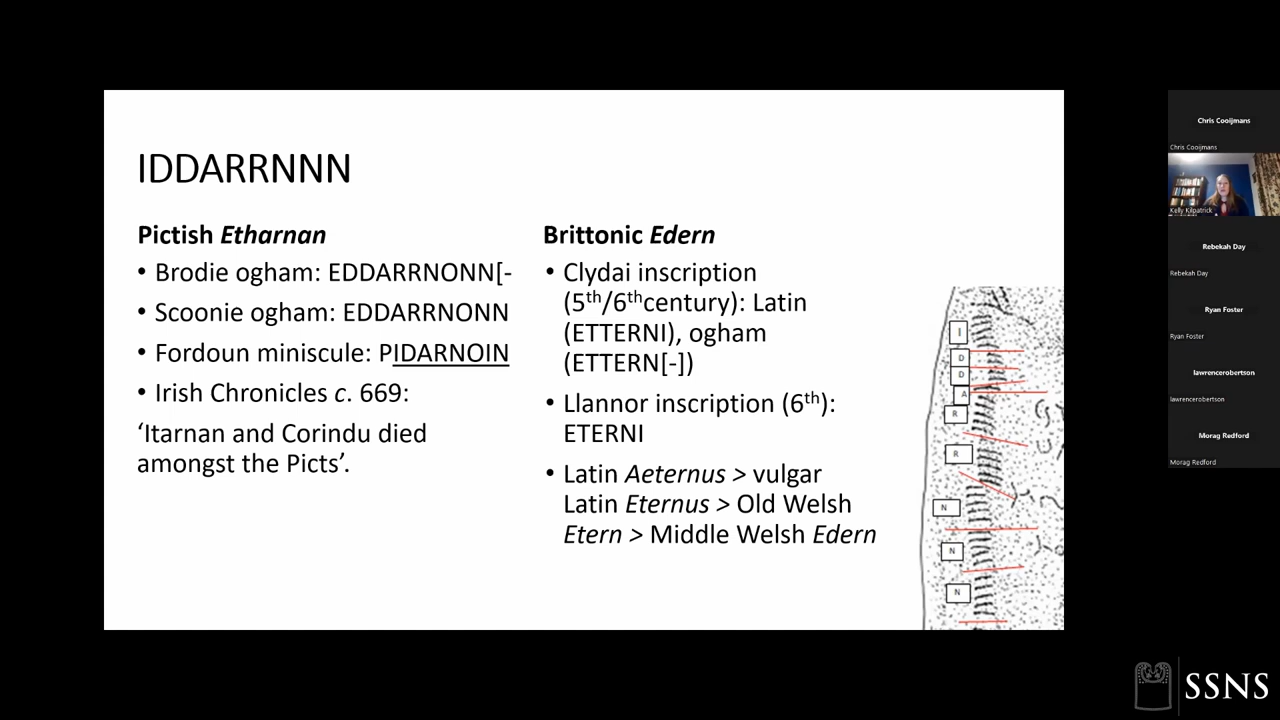 IDDARRNNN
Pictish Etharnan
• Brodie ogham: EDDARRNONN[-
• Scoonie ogham: EDDARRNONN
• Fordoun miniscule: PIDARNOIN
• Irish Chronicles c. 669:
‘Itarnan and Corindu died
amongst the Picts’.
Brittonic Edern
• Clydai inscription
(5th/6thcentury): Latin
(ETTERNI), ogham
(ETTERN[-])
• Llannor inscription (6th):
ETERNI
• Latin Aeternus > vulgar
Latin Eternus > Old Welsh
Etern > Middle Welsh Edern
I
D
D
A
R
R
N
N
N
Chris Cooijmans
Chris Cooijmans
Kelly Kilpatrick
Rebekah Day
Rebekah Day
Ryan Foster
Ryan Foster
lawrencerobertson
lawrencerobertson
Morag Redford
Morag Redford
SSNS